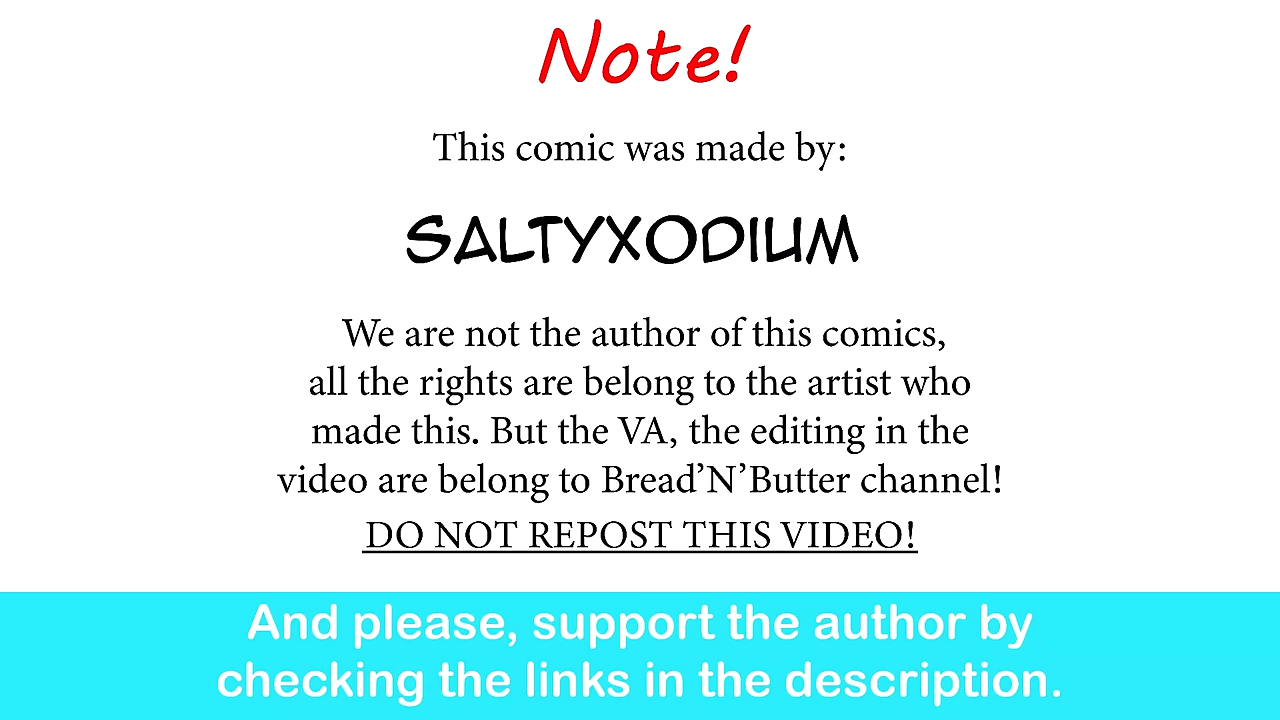 Note!
This comic was made by:
SALTYXODIUM
We are not the author of this comics,
all the rights are belong to the artist who
made this. But the VA, the editing in the
video are belong to Bread’N’Butter channel!
DO NOT REPOST THIS VIDEO!
And please, support the author by
checking the links in the description.